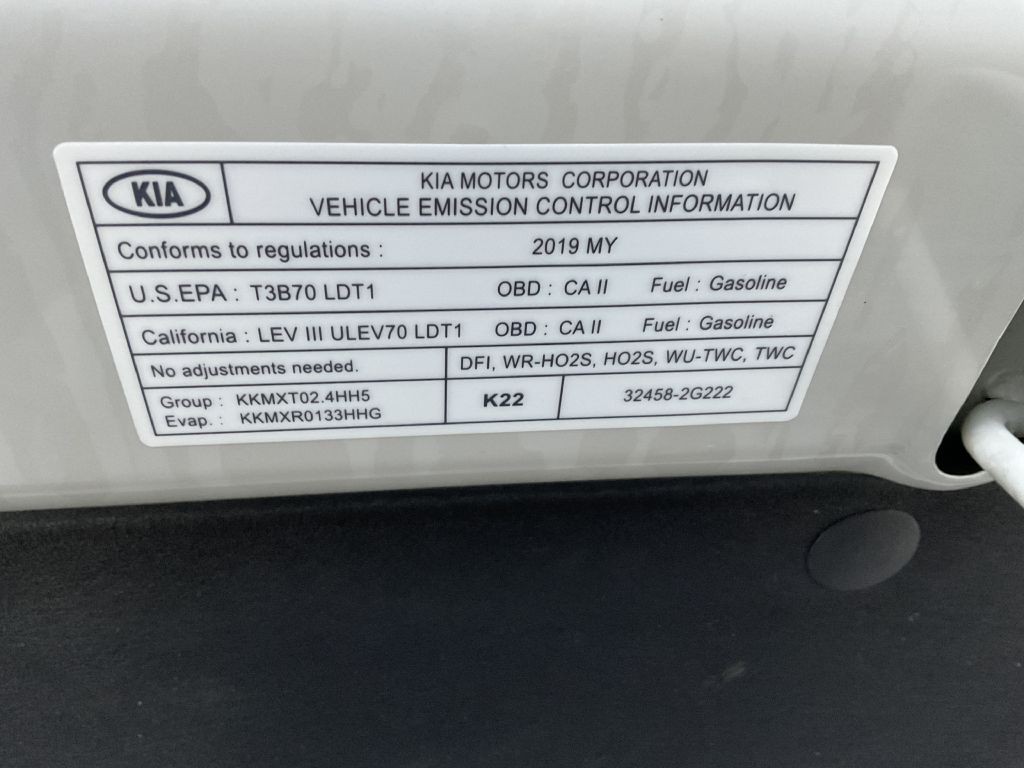 KIA
KIA MOTORS CORPORATION
VEHICLE EMISSION CONTROL INFORMATION
Conforms to regulations : 2019 MY
U.S.EPA : T3B70 LDT1 OBD : CA II Fuel : Gasoline
California : LEV III ULEV70 LDT1 OBD : CA II Fuel : Gasoline
No adjustments needed. DFI, WR-HO2S, HO2S, WU-TWC, TWC
Group : KKMXT02.4HH5
Evap. : KKMXR0133HHG
K22 32458-2G222